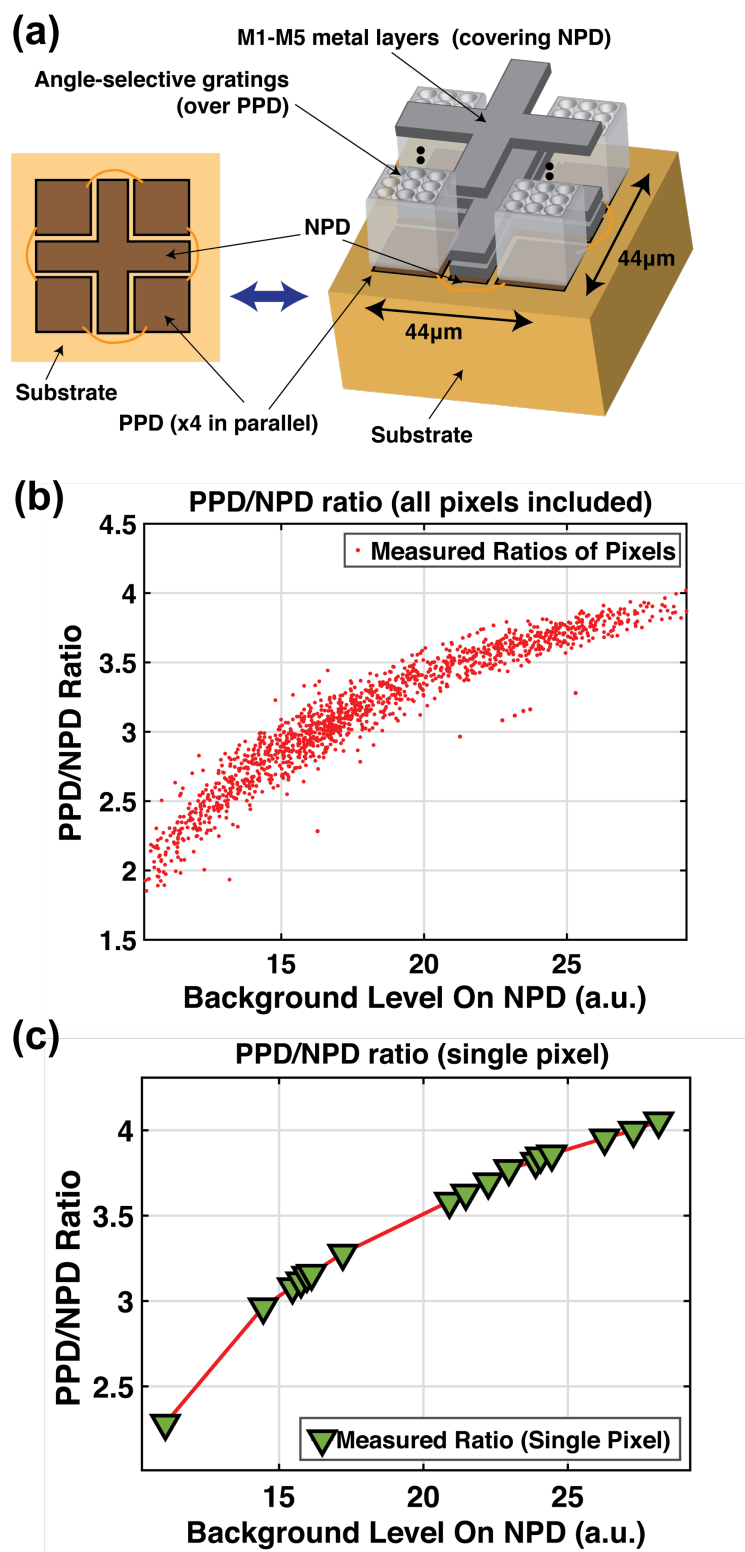 (a)
M1-M5 metal layers (covering NPD)
Angle-selective gratings
(over PPD)
NPD
44μm
44μm
Substrate
PPD (x4 in parallel)
Substrate
(b)
PPD/NPD ratio (all pixels included)
4.5
Measured Ratios of Pixels
4
3.5
3
2.5
2
1.5
PPD/NPD Ratio
15 20 25
Background Level On NPD (a.u.)
(c)
PPD/NPD ratio (single pixel)
4
3.5
3
2.5
PPD/NPD Ratio
Measured Ratio (Single Pixel)
15 20 25
Background Level On NPD (a.u.)